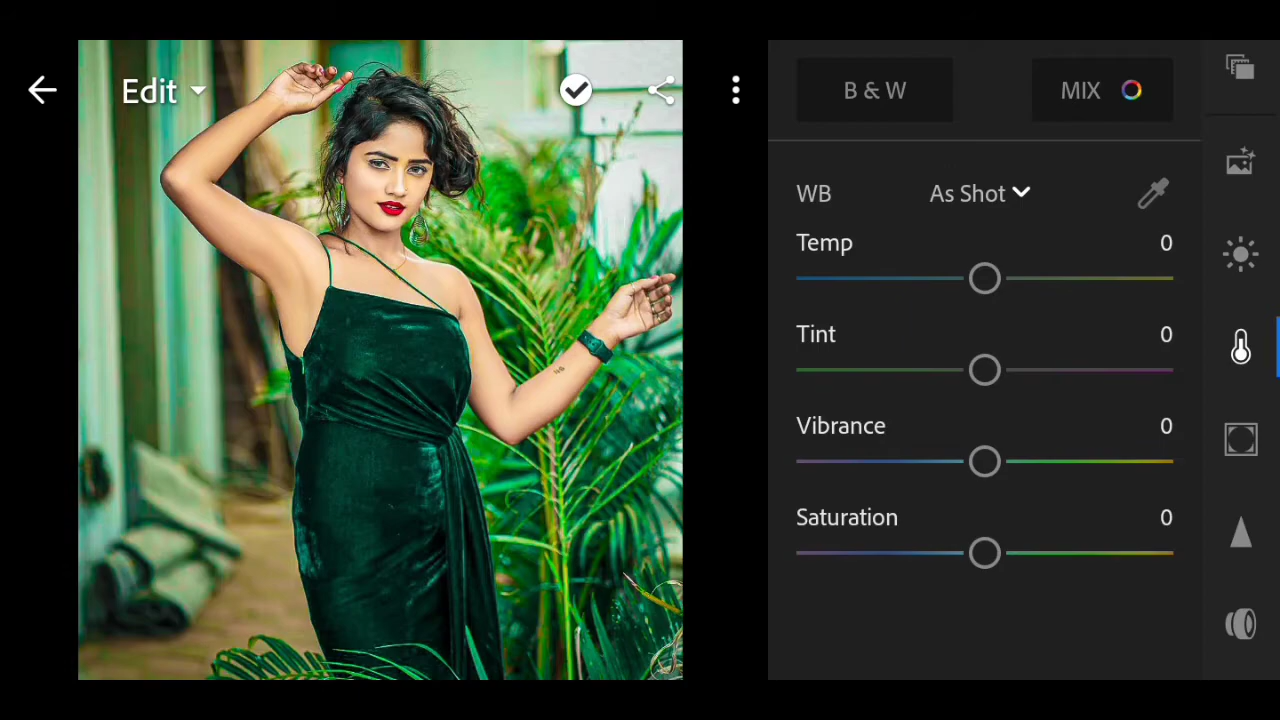 Edit
B & W
MIX
WB As Shot
Temp 0
Tint 0
Vibrance 0
Saturation 0